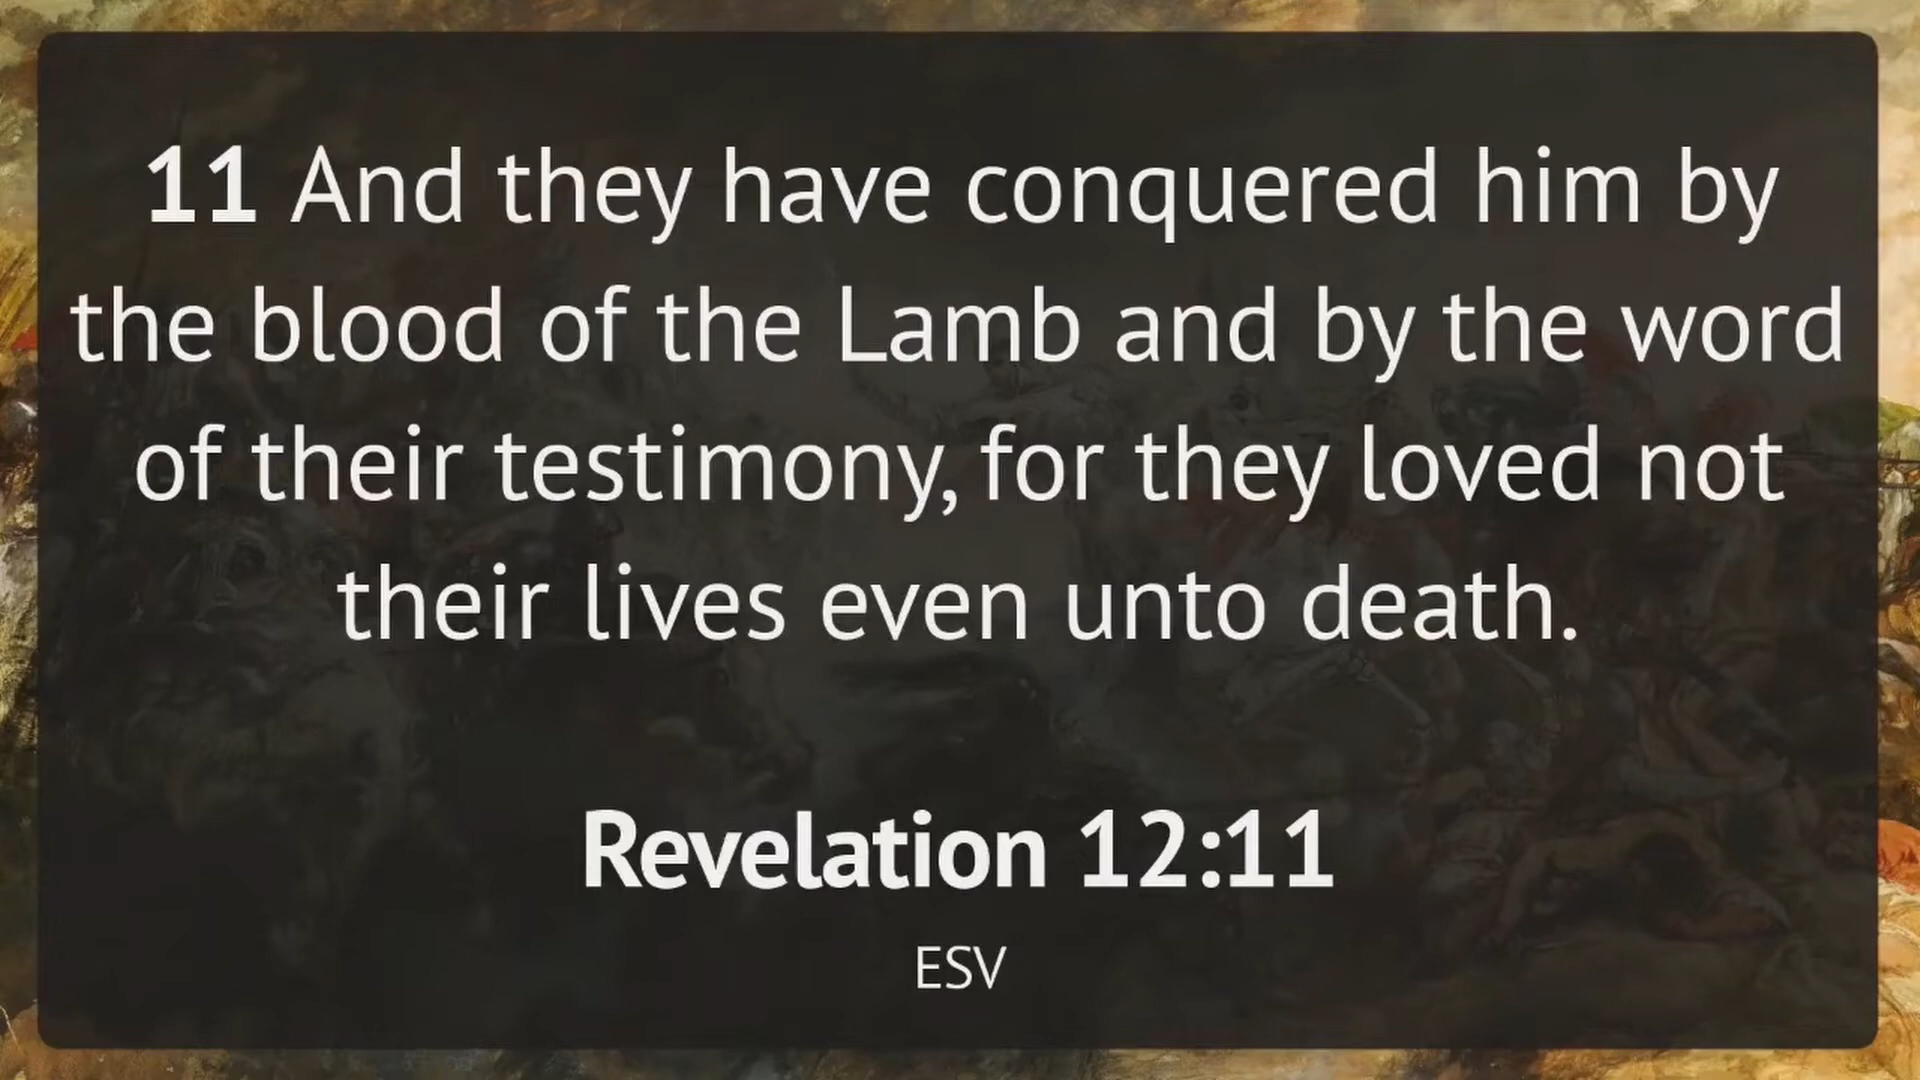 11 And they have conquered him by
the blood of the Lamb and by the word
of their testimony, for they loved not
their lives even unto death.
Revelation 12:11
ESV